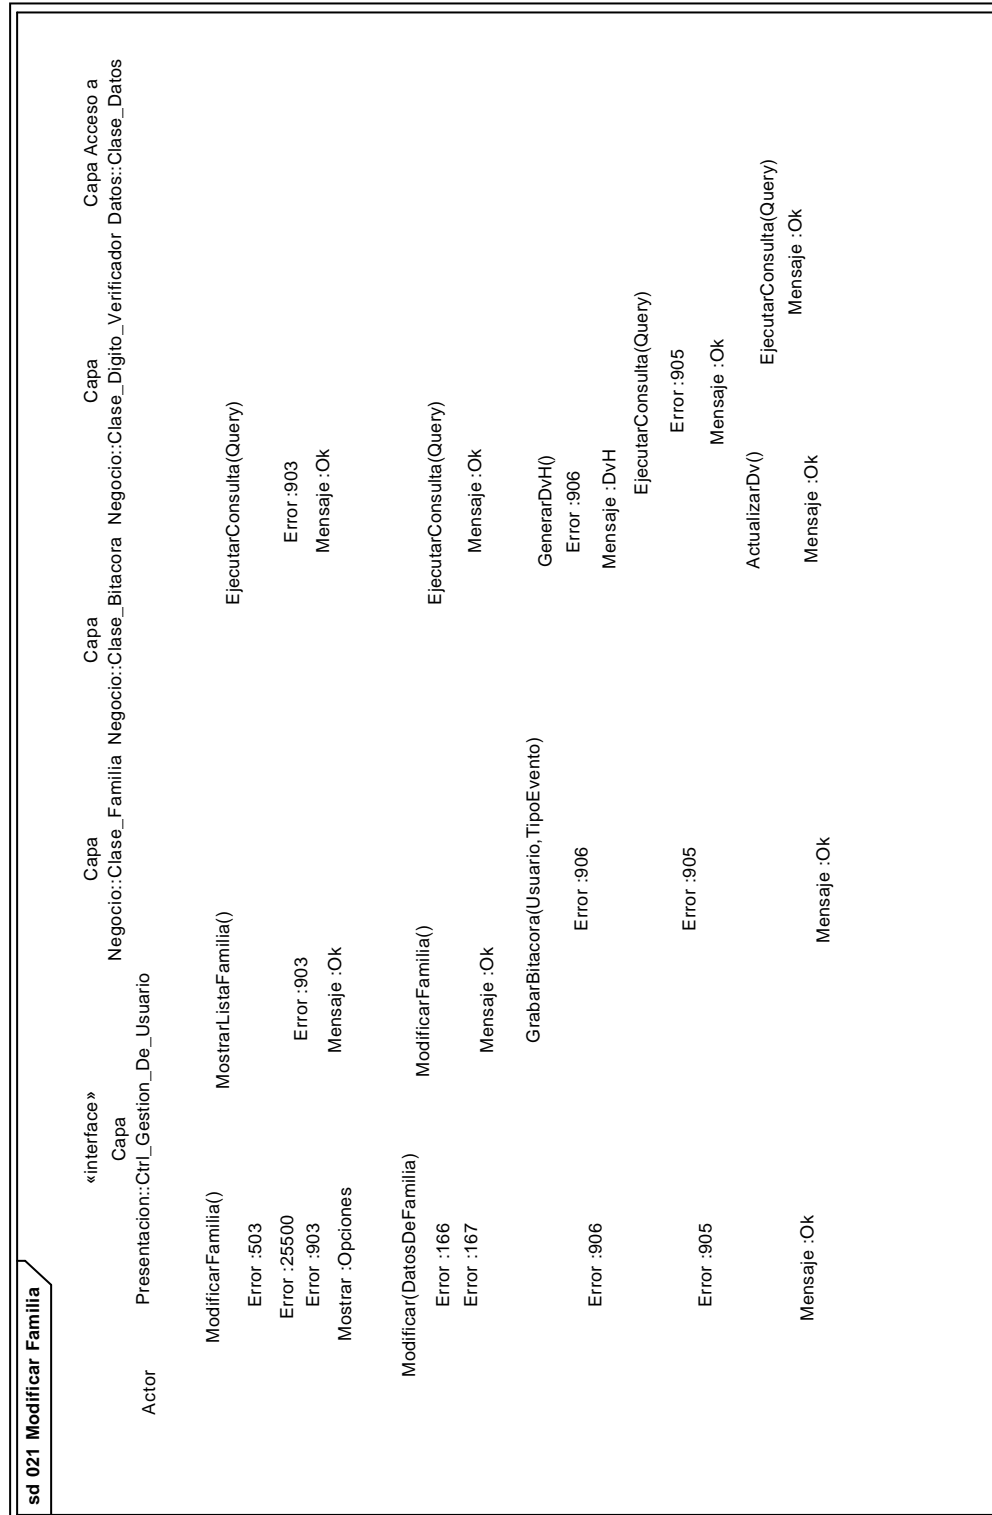 sd 021 Modificar Familia
Actor
«interface»
Capa
Presentacion::Ctrl_Gestion_De_Usuario
Capa
Negocio::Clase_Familia
Capa
Negocio::Clase_Bitacora
Capa
Negocio::Clase_Digito_Verificador
Capa Acceso a
Datos::Clase_Datos
ModificarFamilia()
MostrarListaFamilia()
EjecutarConsulta(Query)
Error :503
Error :25500
Error :903
Error :903
Error :903
Mensaje :Ok
Mensaje :Ok
Mostrar :Opciones
Modificar(DatosDeFamilia)
ModificarFamilia()
EjecutarConsulta(Query)
Error :166
Error :167
Mensaje :Ok
Mensaje :Ok
GrabarBitacora(Usuario,TipoEvento)
GenerarDvH()
Error :906
Error :906
Error :906
Mensaje :DvH
EjecutarConsulta(Query)
Error :905
Error :905
Error :905
Mensaje :Ok
ActualizarDv()
EjecutarConsulta(Query)
Mensaje :Ok
Mensaje :Ok
Mensaje :Ok
Mensaje :Ok